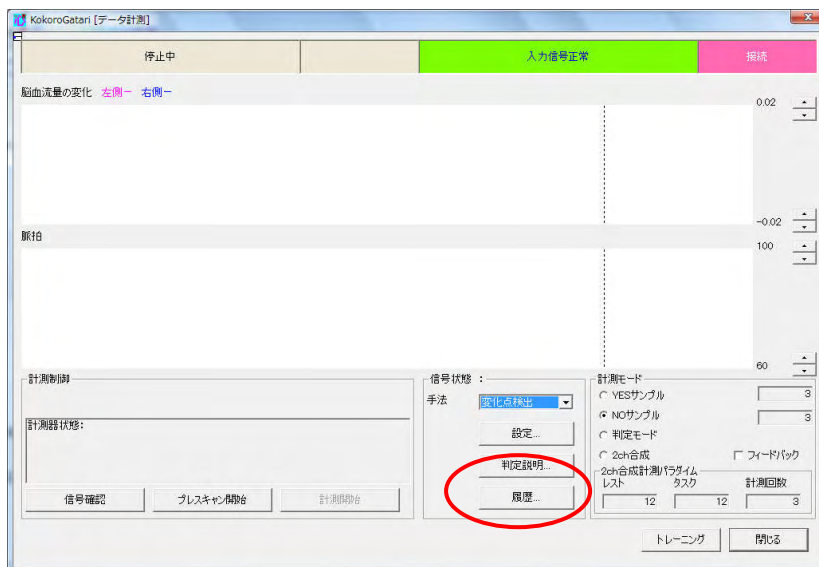 KokoroGatari [データ計測]
停止中 入力信号正常 接続
脳血流量の変化 左側ー 右側ー
0.02
-0.02
脈拍
100
60
計測制御
計測器状態:
信号確認 プレスキャン開始 計測開始
信号状態 :
手法 変化点検出
設定...
判定説明...
履歴...
計測モード
YESサンプル 3
NOサンプル 3
判定モード
2ch合成 フィードバック
2ch合成計測パラダイム
レスト タスク 計測回数
12 12 3
トレーニング 閉じる